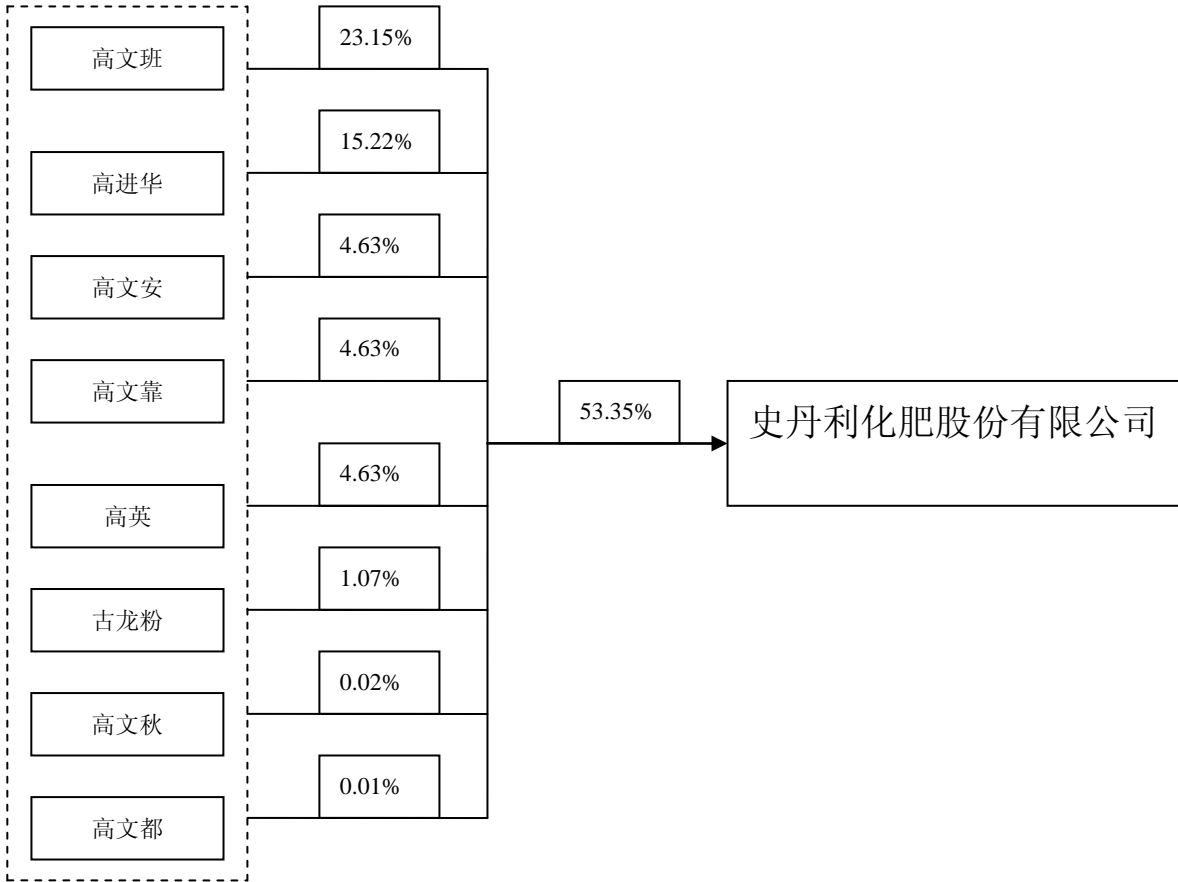 高文班
23.15%
高进华
15.22%
高文安
4.63%
高文靠
4.63%
高英
4.63%
古龙粉
1.07%
高文秋
0.02%
高文都
0.01%
53.35%
史丹利化肥股份有限公司